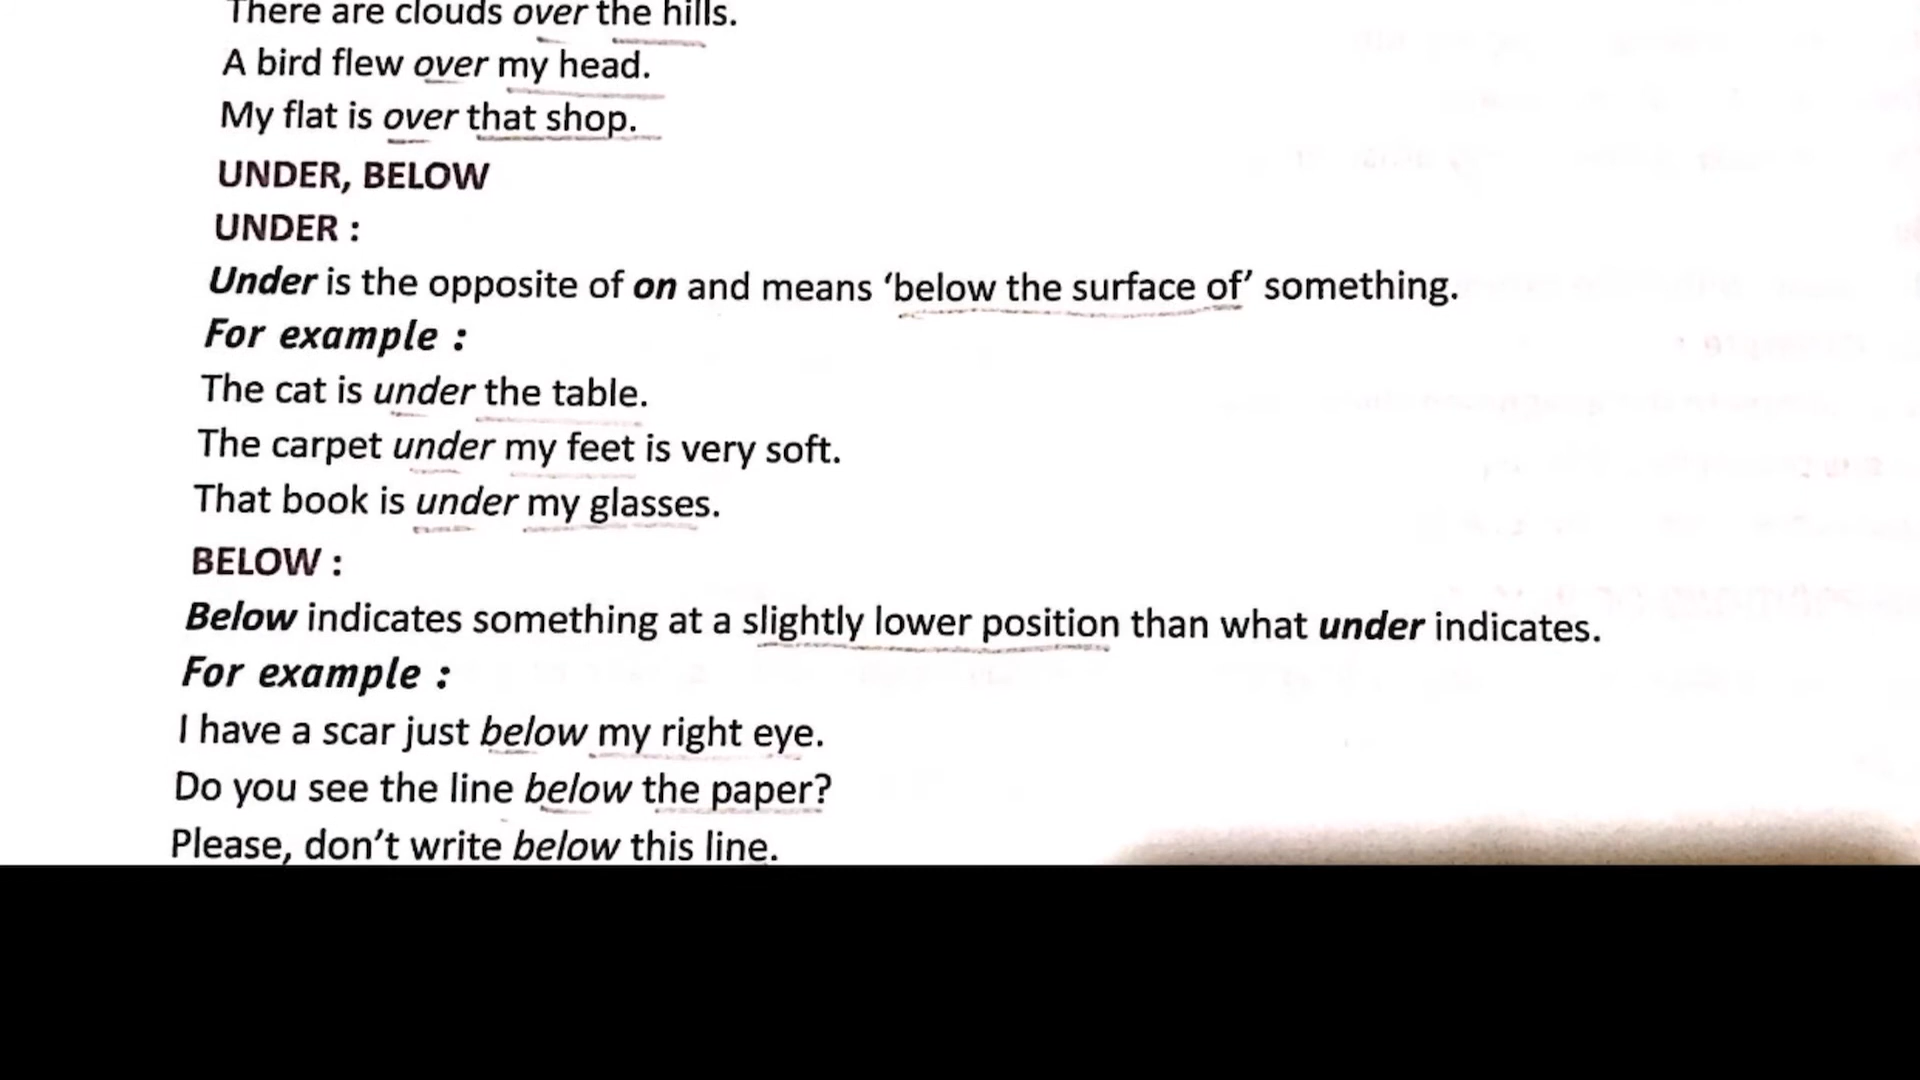 There are clouds over the hills.
A bird flew over my head.
My flat is over that shop.
UNDER, BELOW
UNDER :
Under is the opposite of on and means ‘below the surface of’ something.
For example :
The cat is under the table.
The carpet under my feet is very soft.
That book is under my glasses.
BELOW :
Below indicates something at a slightly lower position than what under indicates.
For example :
I have a scar just below my right eye.
Do you see the line below the paper?
Please, don’t write below this line.